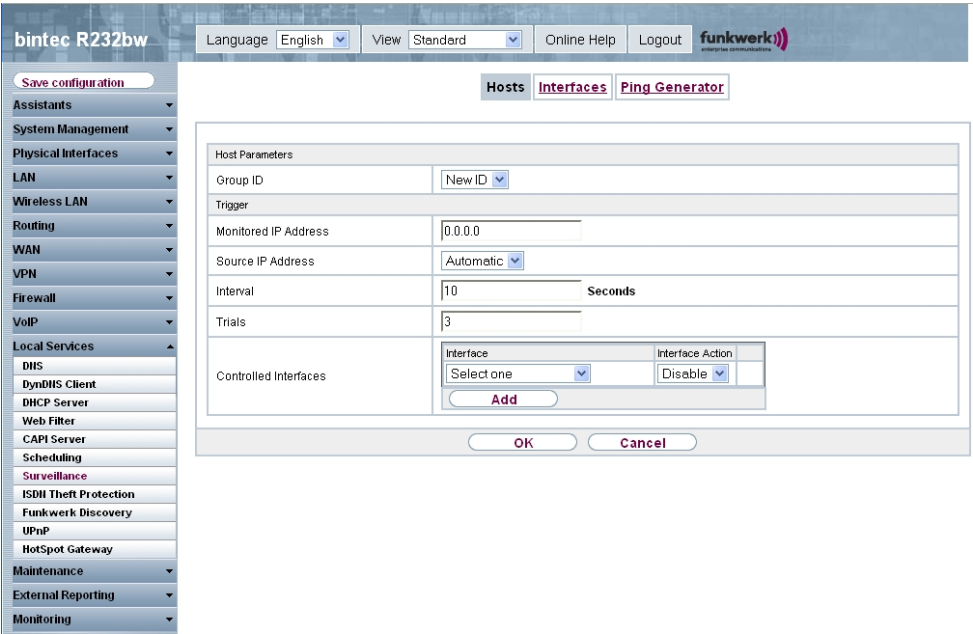 bintec R232bw
Language English View Standard Online Help Logout funkwerk
enterprise communications
Save configuration
Assistants
System Management
Physical Interfaces
LAN
Wireless LAN
Routing
WAN
VPN
Firewall
VoIP
Local Services
DNS
DynDNS Client
DHCP Server
Web Filter
CAPI Server
Scheduling
Surveillance
ISDN Theft Protection
Funkwerk Discovery
UPnP
HotSpot Gateway
Maintenance
External Reporting
Monitoring
Hosts Interfaces Ping Generator
Host Parameters
Group ID New ID
Trigger
Monitored IP Address 0.0.0.0
Source IP Address Automatic
Interval 10 Seconds
Trials 3
Controlled Interfaces
Interface Interface Action
Select one Disable
Add
OK Cancel